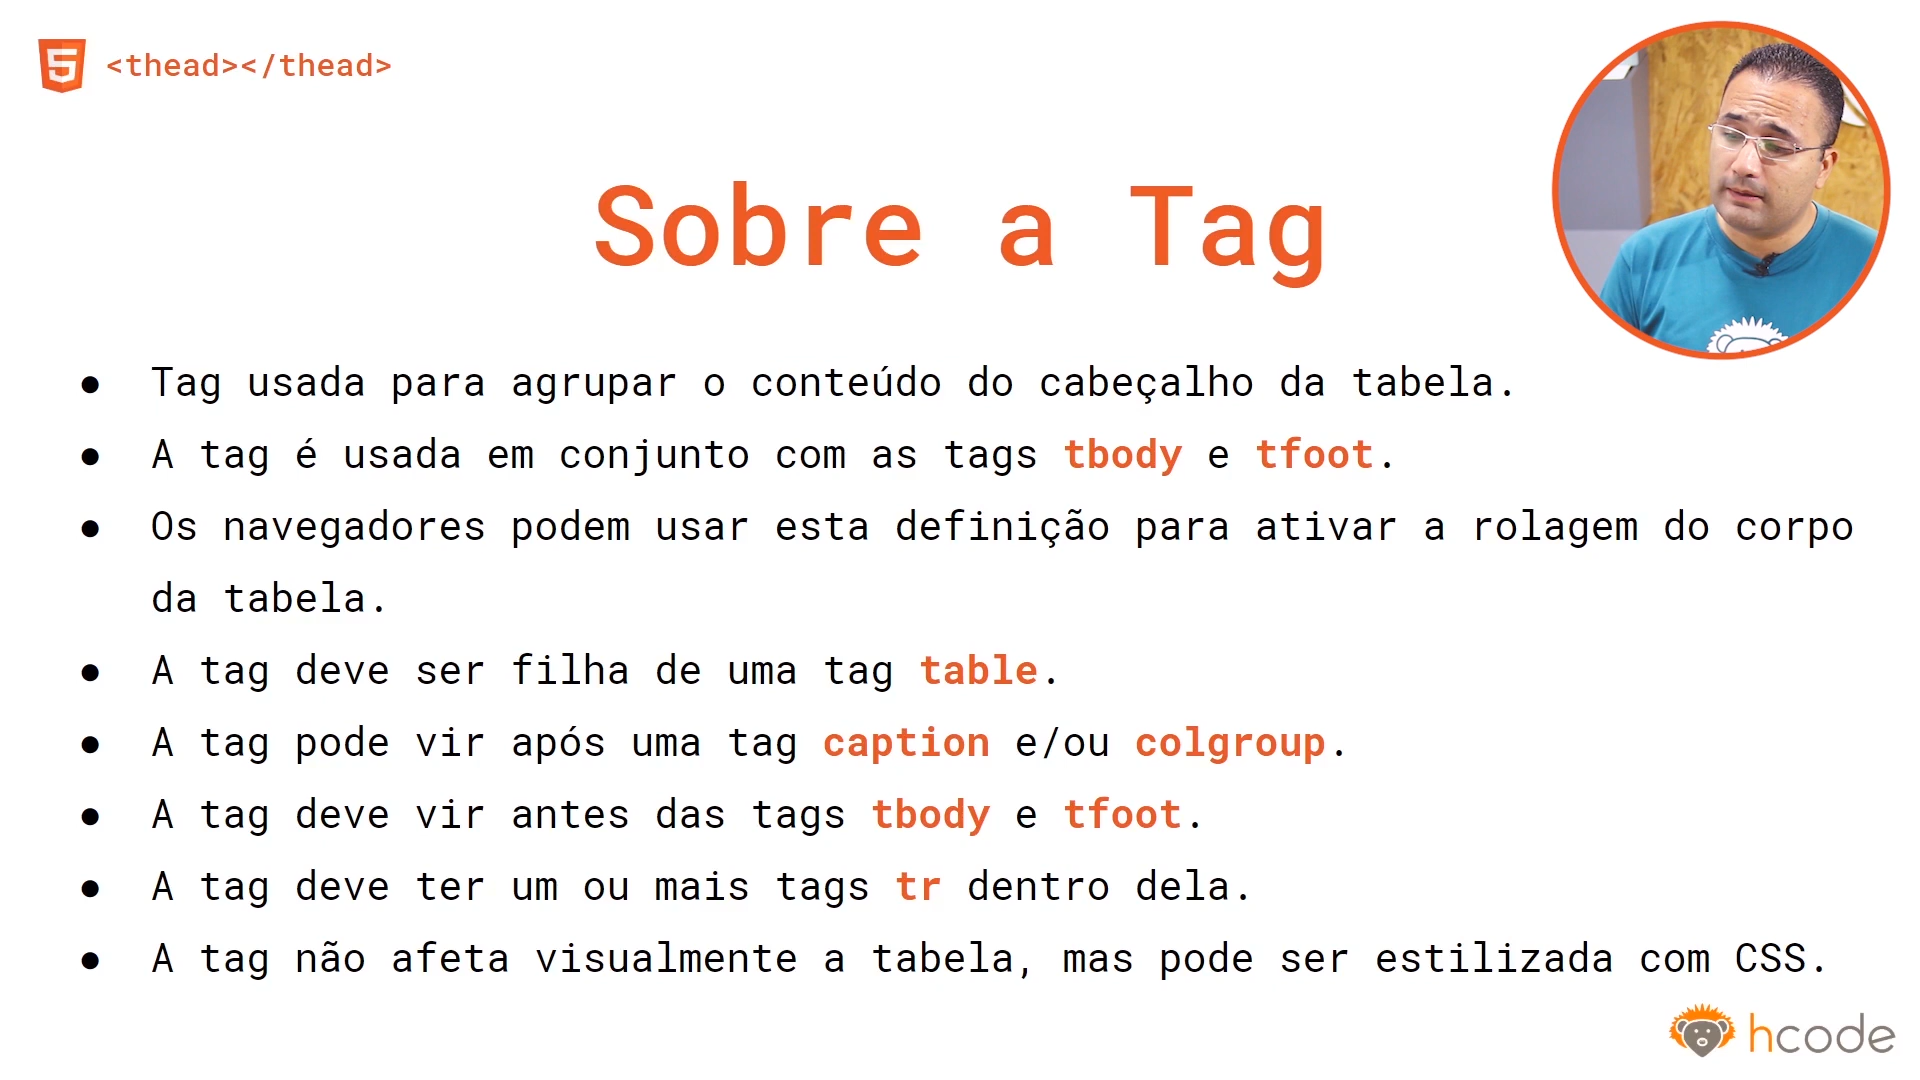 <thead></thead>
Sobre a Tag
● Tag usada para agrupar o conteúdo do cabeçalho da tabela.
● A tag é usada em conjunto com as tags tbody e tfoot.
● Os navegadores podem usar esta definição para ativar a rolagem do corpo
da tabela.
● A tag deve ser filha de uma tag table.
● A tag pode vir após uma tag caption e/ou colgroup.
● A tag deve vir antes das tags tbody e tfoot.
● A tag deve ter um ou mais tags tr dentro dela.
● A tag não afeta visualmente a tabela, mas pode ser estilizada com CSS.
hcode